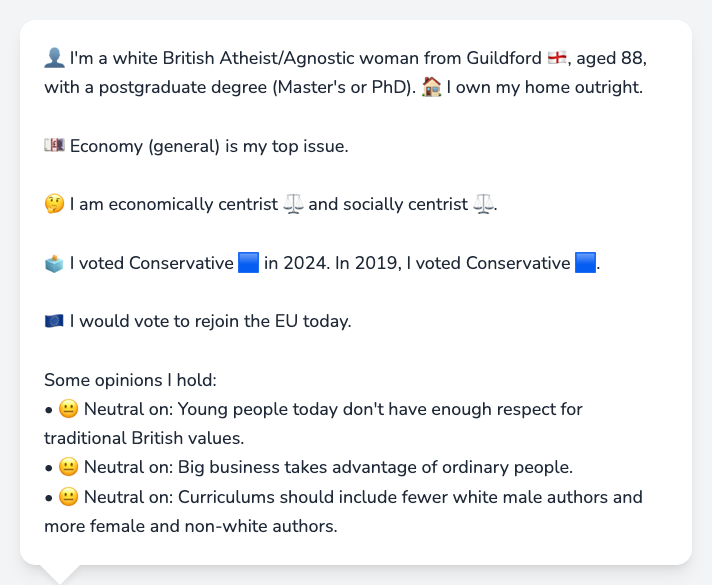 👤 I'm a white British Atheist/Agnostic woman from Guildford 🏴󠁧󠁢󠁥󠁮󠁧󠁿, aged 88,
with a postgraduate degree (Master's or PhD). 🏠 I own my home outright.
💷 Economy (general) is my top issue.
🤔 I am economically centrist ⚖️ and socially centrist ⚖️.
🗳️ I voted Conservative 🟦 in 2024. In 2019, I voted Conservative 🟦.
🇪🇺 I would vote to rejoin the EU today.
Some opinions I hold:
• 😐 Neutral on: Young people today don't have enough respect for
traditional British values.
• 😐 Neutral on: Big business takes advantage of ordinary people.
• 😐 Neutral on: Curriculums should include fewer white male authors and
more female and non-white authors.